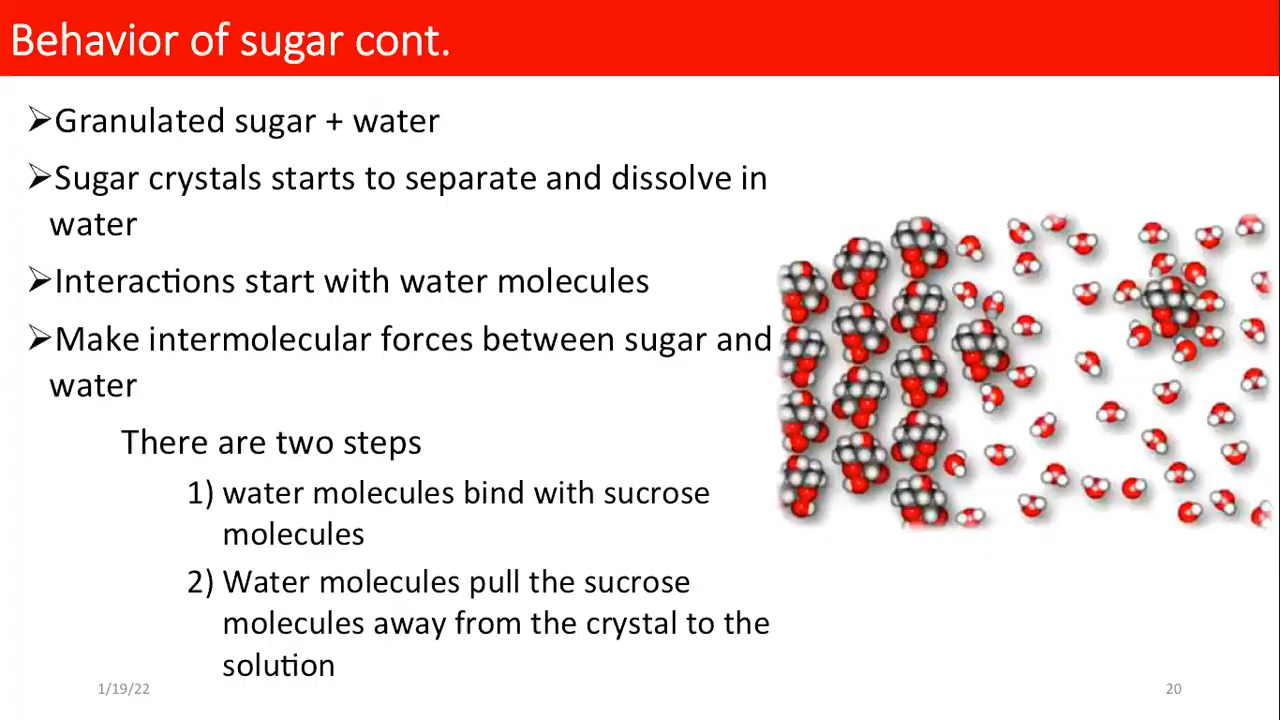 Behavior of sugar cont.
➢Granulated sugar + water
➢Sugar crystals starts to separate and dissolve in
water
➢Interactions start with water molecules
➢Make intermolecular forces between sugar and
water
There are two steps
1) water molecules bind with sucrose
molecules
2) Water molecules pull the sucrose
molecules away from the crystal to the
solution
1/19/22
20